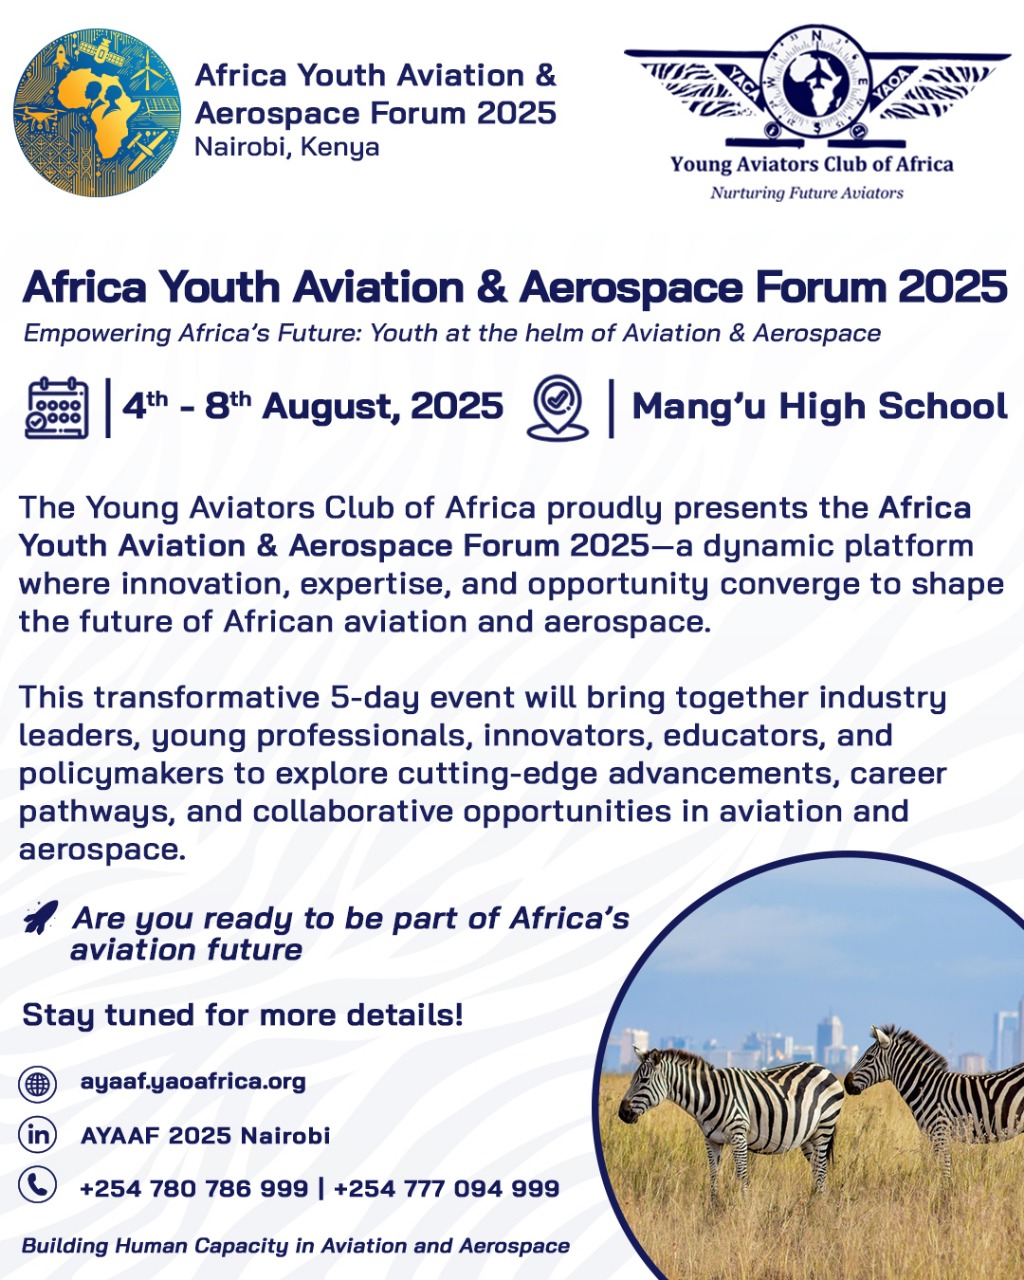 Africa Youth Aviation &
Aerospace Forum 2025
Nairobi, Kenya
N
W
E
S
YACA
YAOA
Young Aviators Club of Africa
Nurturing Future Aviators
Africa Youth Aviation & Aerospace Forum 2025
Empowering Africa's Future: Youth at the helm of Aviation & Aerospace
4th - 8th August, 2025
Mang'u High School
The Young Aviators Club of Africa proudly presents the Africa
Youth Aviation & Aerospace Forum 2025—a dynamic platform
where innovation, expertise, and opportunity converge to shape
the future of African aviation and aerospace.
This transformative 5-day event will bring together industry
leaders, young professionals, innovators, educators, and
policymakers to explore cutting-edge advancements, career
pathways, and collaborative opportunities in aviation and
aerospace.
Are you ready to be part of Africa's
aviation future
Stay tuned for more details!
ayaaf.yaoafrica.org
in
AYAAF 2025 Nairobi
+254 780 786 999 | +254 777 094 999
Building Human Capacity in Aviation and Aerospace